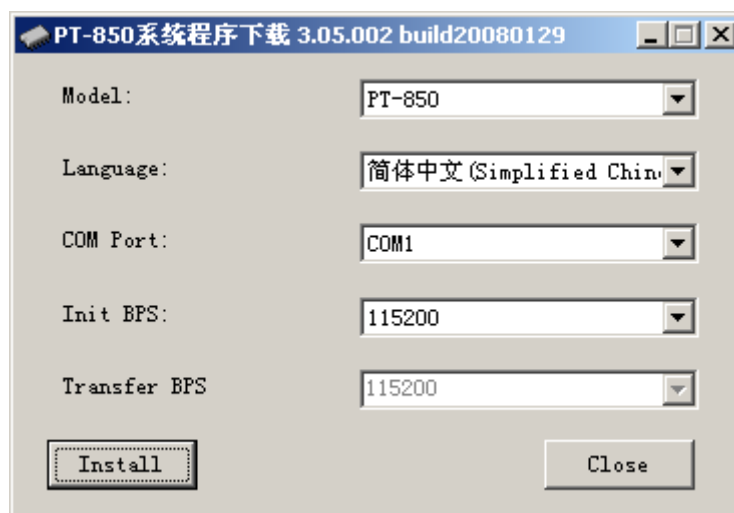 PT-850系统程序下载 3.05.002 build20080129
Model: PT-850
Language: 简体中文(Simplified Chin
COM Port: COM1
Init BPS: 115200
Transfer BPS 115200
Install Close